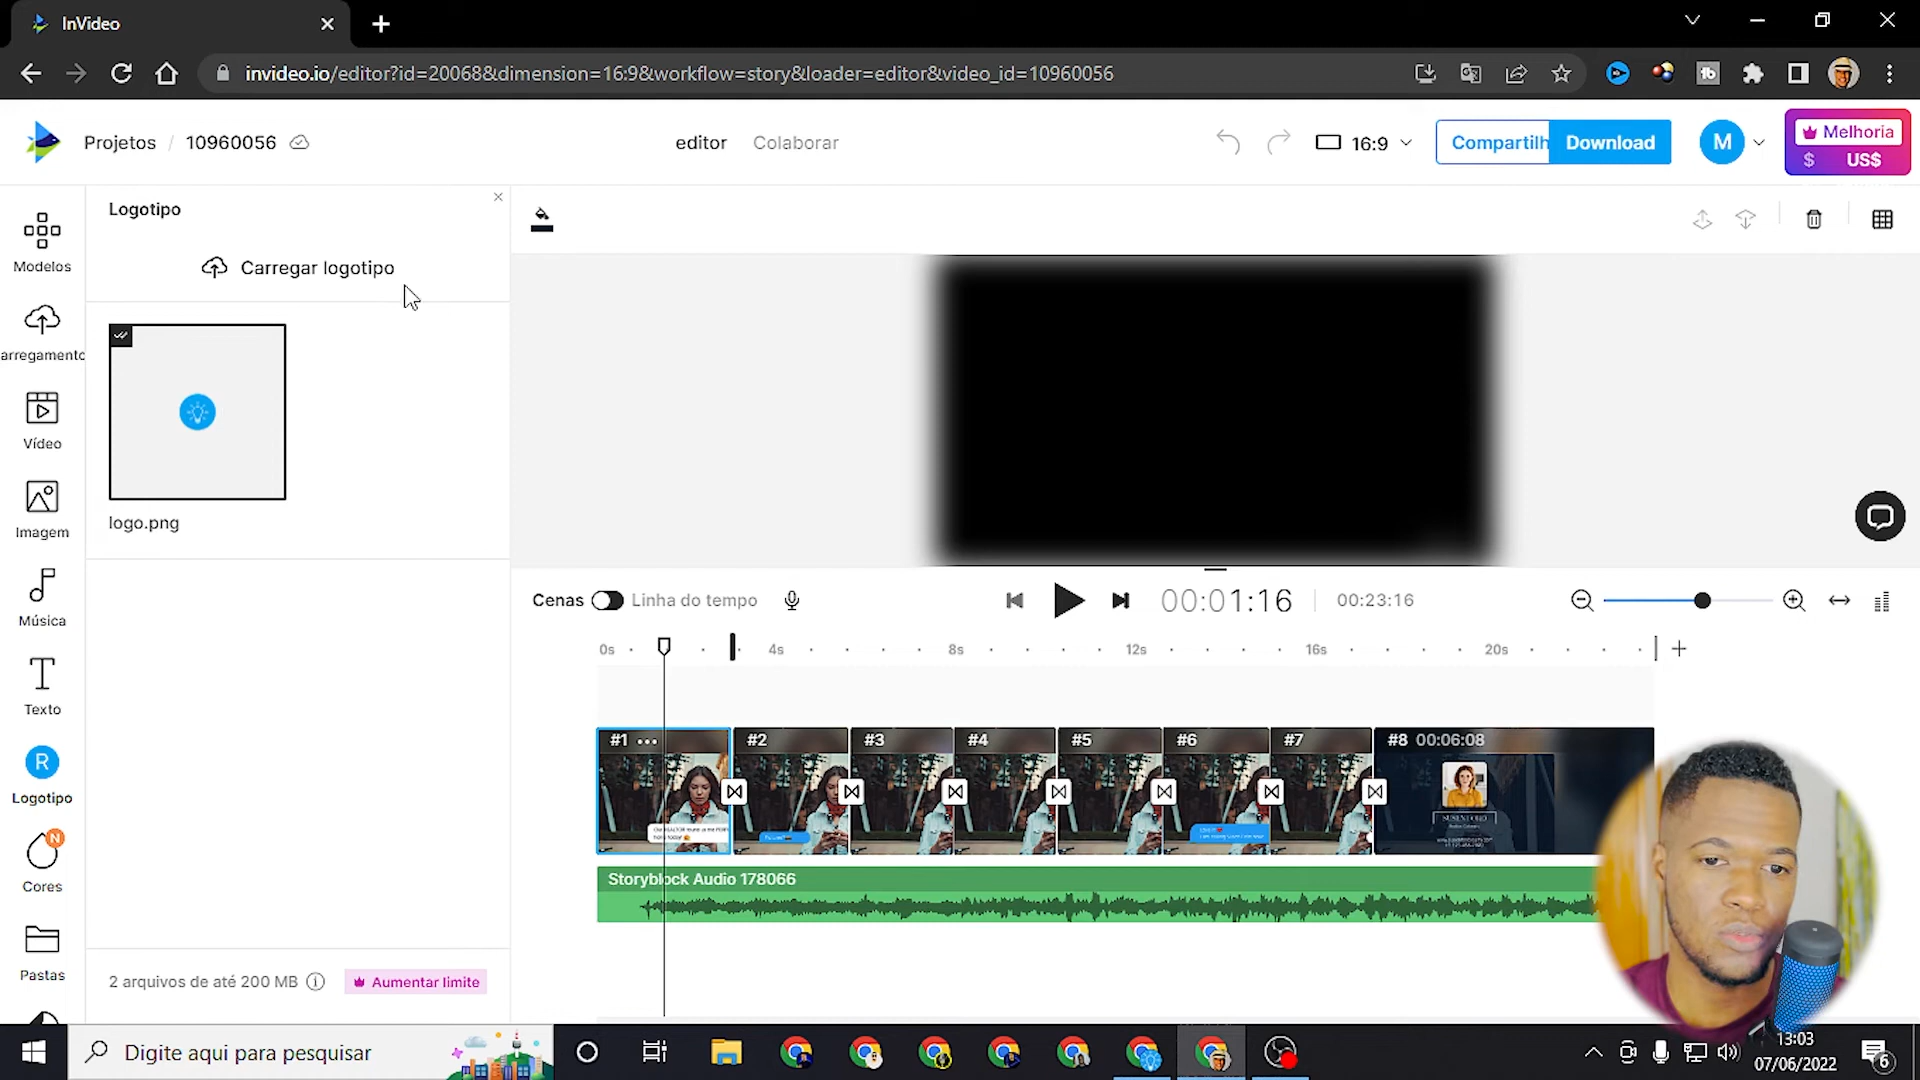 InVideo
invideo.io/editor?id=20068&dimension=16:9&workflow=story&loader=editor&video_id=10960056
Projetos / 10960056
editor
Colaborar
16:9
Compartilh
Download
M
Melhoria
$ US$
Logotipo
Carregar logotipo
logo.png
Modelos
arregamento
Vídeo
Imagem
Música
Texto
R
Logotipo
N
Cores
Pastas
2 arquivos de até 200 MB
Aumentar limite
Cenas
Linha do tempo
00:01:16
00:23:16
0s
4s
8s
12s
16s
20s
#1
#2
#3
#4
#5
#6
#7
#8 00:06:08
Storyblock Audio 178066
Digite aqui para pesquisar
13:03
07/06/2022
6